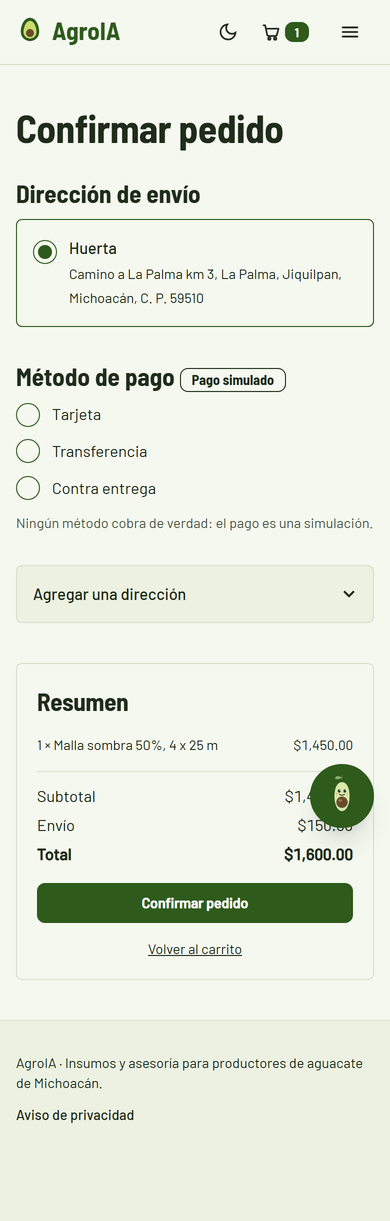 AgroIA
1
Confirmar pedido
Dirección de envío
Huerta
Camino a La Palma km 3, La Palma, Jiquilpan,
Michoacán, C. P. 59510
Método de pago Pago simulado
Tarjeta
Transferencia
Contra entrega
Ningún método cobra de verdad: el pago es una simulación.
Agregar una dirección
Resumen
1 × Malla sombra 50%, 4 x 25 m $1,450.00
Subtotal
Envío
Total $1,600.00
Confirmar pedido
Volver al carrito
AgroIA · Insumos y asesoría para productores de aguacate
de Michoacán.
Aviso de privacidad